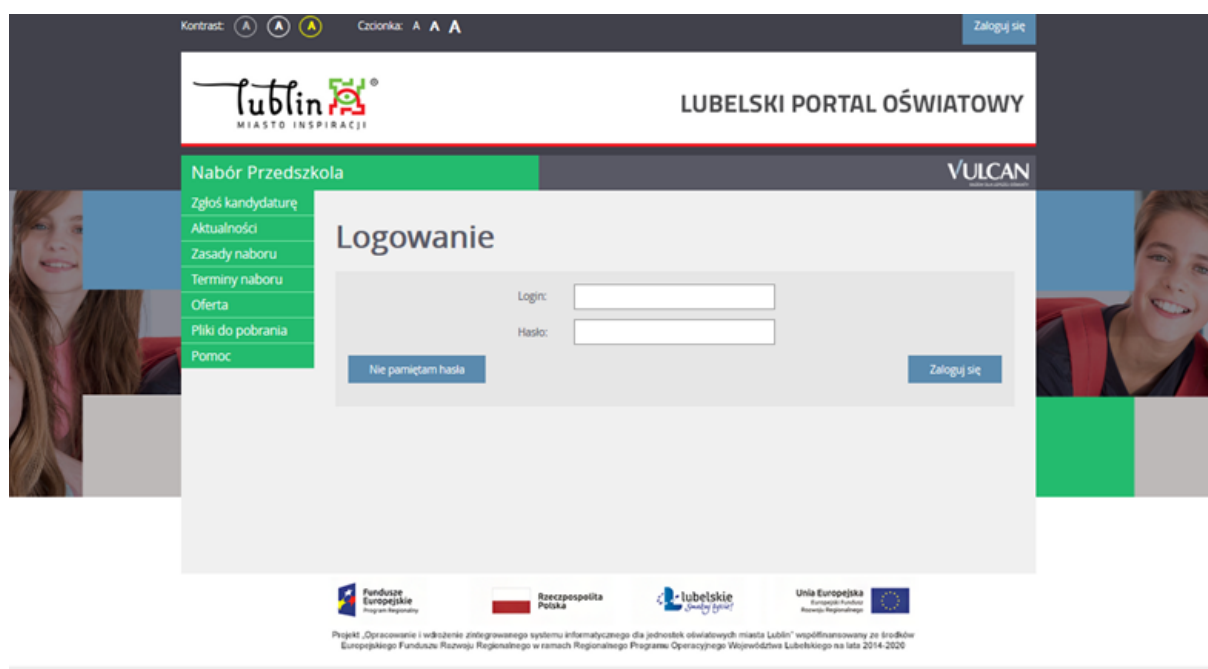 Kontrast: A A A Czcionka: A A A Zaloguj się
lublin ®
MIASTO INSPIRACJI
LUBELSKI PORTAL OŚWIATOWY
Nabór Przedszkola
VULCAN
Zgłoś kandydaturę
Aktualności
Zasady naboru
Terminy naboru
Oferta
Pliki do pobrania
Pomoc
Logowanie
Login:
Hasło:
Nie pamiętam hasła
Zaloguj się
Fundusze
Europejskie
Program Regionalny
Rzeczpospolita
Polska
lubelskie
Smakuj życie!
Unia Europejska
Europejski Fundusz
Rozwoju Regionalnego
Projekt „Opracowanie i wdrożenie zintegrowanego systemu informatycznego dla jednostek oświatowych miasta Lublin" współfinansowany ze środków
Europejskiego Funduszu Rozwoju Regionalnego w ramach Regionalnego Programu Operacyjnego Województwa Lubelskiego na lata 2014-2020